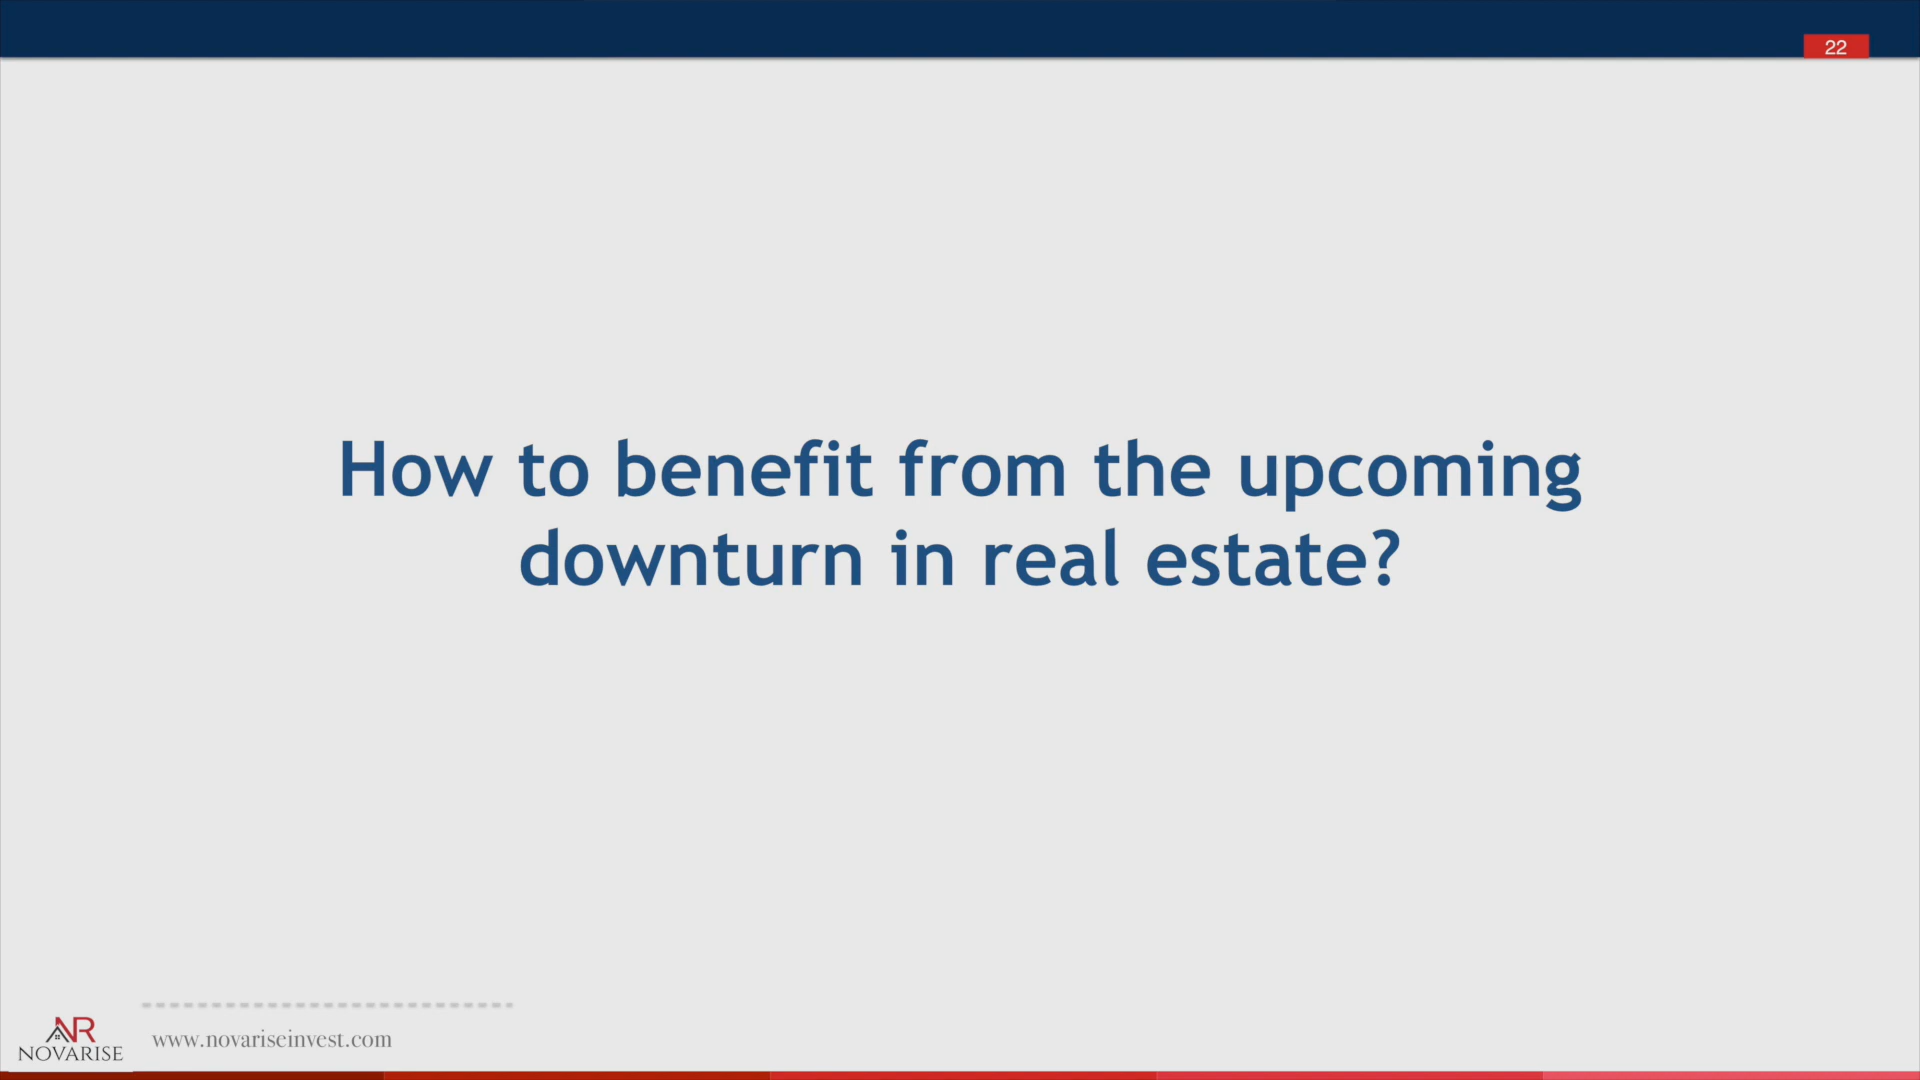 22
How to benefit from the upcoming
downturn in real estate?
NR
NOVARISE
www.novariseinvest.com